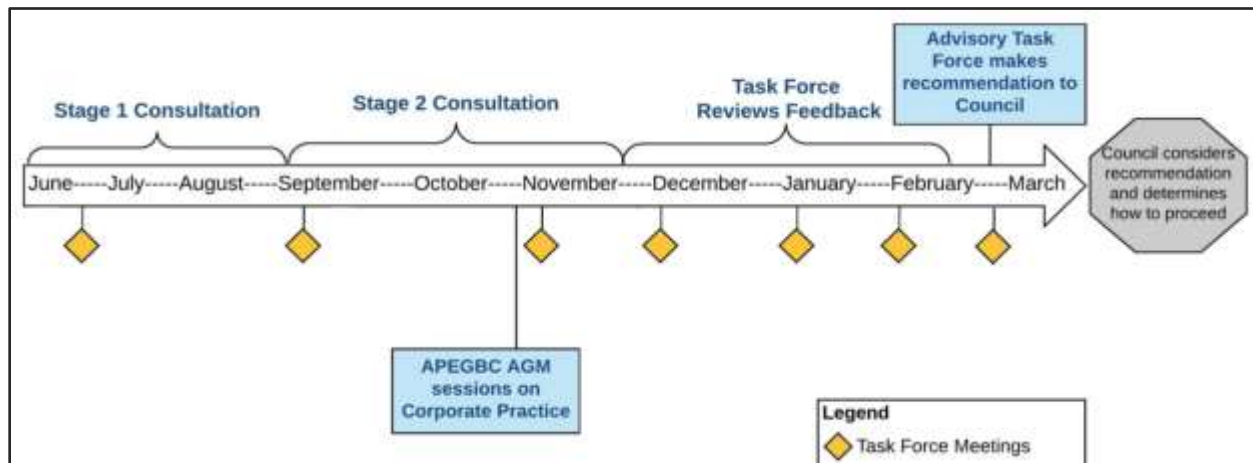 Advisory Task
Force makes
recommendation to
Council
Stage 1 Consultation
Stage 2 Consultation
Task Force
Reviews Feedback
June-----July-----August-----September-----October-----November-----December-----January-----February-----March
Council considers
recommendation
and determines
how to proceed
APEGBC AGM
sessions on
Corporate Practice
Legend
Task Force Meetings